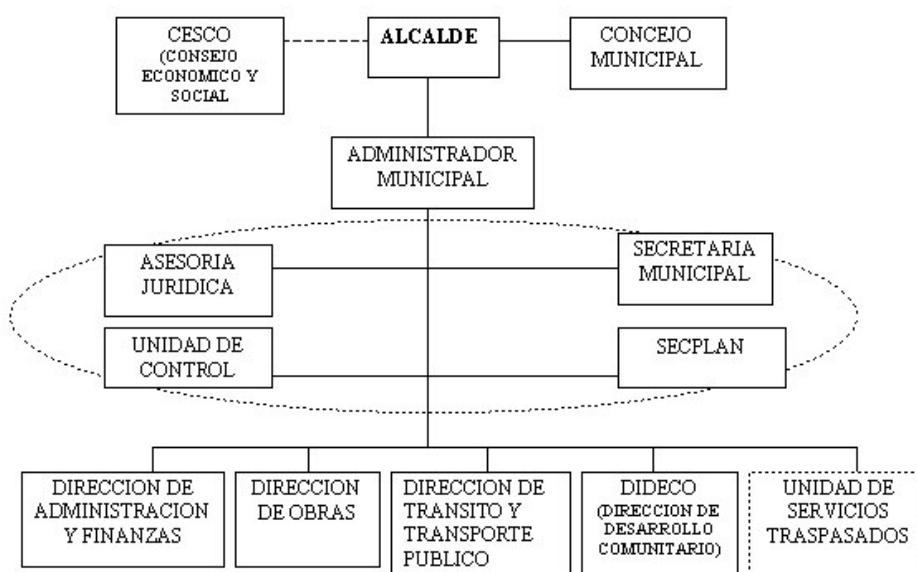 CESCO
(CONSEJO
ECONOMICO Y
SOCIAL
ALCALDE
CONCEJO
MUNICIPAL
ADMINISTRADOR
MUNICIPAL
ASESORIA
JURIDICA
SECRETARIA
MUNICIPAL
UNIDAD DE
CONTROL
SECPLAN
DIRECCION DE
ADMINISTRACION
Y FINANZAS
DIRECCION
DE OBRAS
DIRECCION DE
TRANSITO Y
TRANSPORTE
PUBLICO
DIDECO
(DIRECCION DE
DESARROLLO
COMUNITARIO)
UNIDAD DE
SERVICIOS
TRASPASADOS